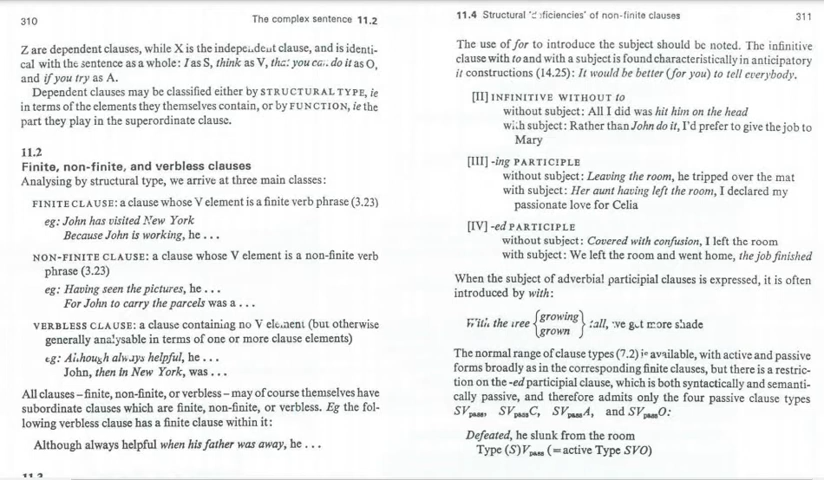 310 The complex sentence 11.2
Z are dependent clauses, while X is the independent clause, and is identi-
cal with the sentence as a whole: I as S, think as V, that you can do it as O,
and if you try as A.
Dependent clauses may be classified either by STRUCTURAL TYPE, ie
in terms of the elements they themselves contain, or by FUNCTION, ie the
part they play in the superordinate clause.
11.2
Finite, non-finite, and verbless clauses
Analysing by structural type, we arrive at three main classes:
FINITE CLAUSE: a clause whose V element is a finite verb phrase (3.23)
eg: John has visited New York
Because John is working, he . . .
NON-FINITE CLAUSE: a clause whose V element is a non-finite verb
phrase (3.23)
eg: Having seen the pictures, he . . .
For John to carry the parcels was a . . .
VERBLESS CLAUSE: a clause containing no V element (but otherwise
generally analysable in terms of one or more clause elements)
eg: Although always helpful, he . . .
John, then in New York, was . . .
All clauses – finite, non-finite, or verbless – may of course themselves have
subordinate clauses which are finite, non-finite, or verbless. Eg the fol-
lowing verbless clause has a finite clause within it:
Although always helpful when his father was away, he . . .
11.3
11.4 Structural 'deficiencies' of non-finite clauses 311
The use of for to introduce the subject should be noted. The infinitive
clause with to and with a subject is found characteristically in anticipatory
it constructions (14.25): It would be better (for you) to tell everybody.
[II] INFINITIVE WITHOUT to
without subject: All I did was hit him on the head
with subject: Rather than John do it, I'd prefer to give the job to
Mary
[III] -ing PARTICIPLE
without subject: Leaving the room, he tripped over the mat
with subject: Her aunt having left the room, I declared my
passionate love for Celia
[IV] -ed PARTICIPLE
without subject: Covered with confusion, I left the room
with subject: We left the room and went home, the job finished
When the subject of adverbial participial clauses is expressed, it is often
introduced by with:
With the tree {growing
grown} tall, we get more shade
The normal range of clause types (7.2) is available, with active and passive
forms broadly as in the corresponding finite clauses, but there is a restric-
tion on the -ed participial clause, which is both syntactically and semanti-
cally passive, and therefore admits only the four passive clause types
SVpass, SVpassC, SVpassA, and SVpassO:
Defeated, he slunk from the room
Type (S)Vpass (= active Type SVO)